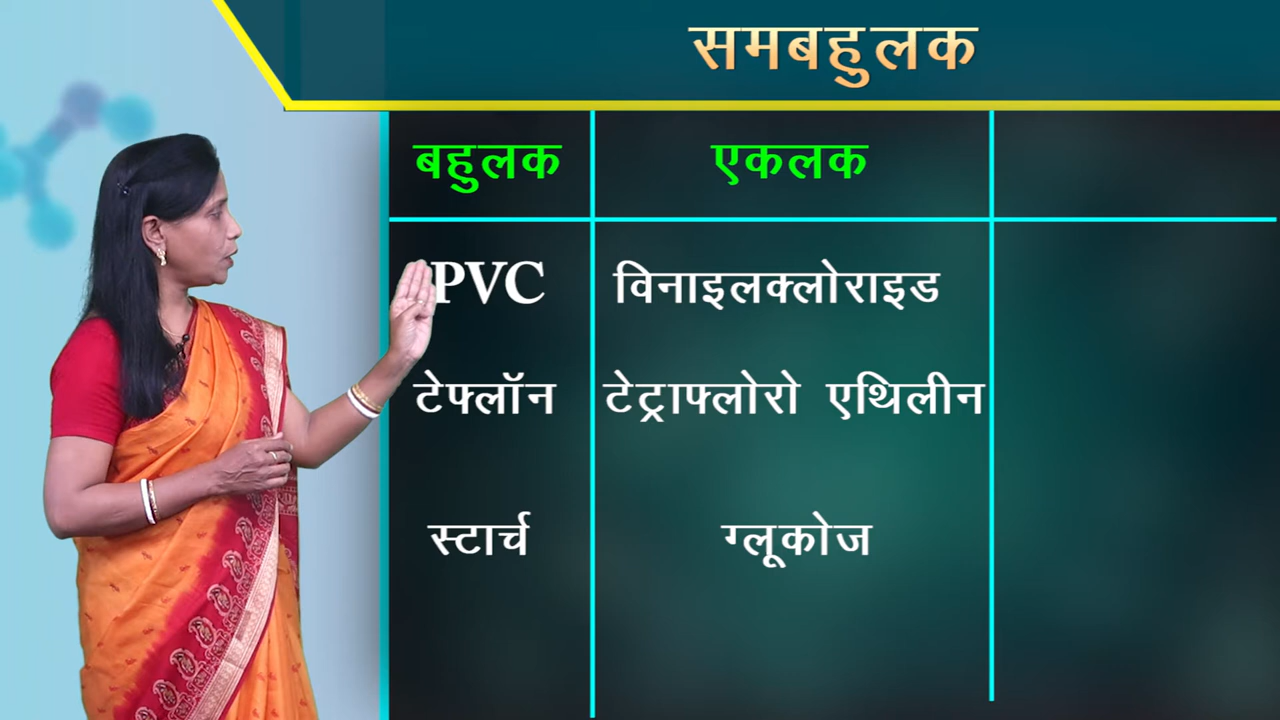 समबहुलक
बहुलक एकलक
PVC विनाइलक्लोराइड
टेफ्लॉन टेट्राफ्लोरो एथिलीन
स्टार्च ग्लूकोज